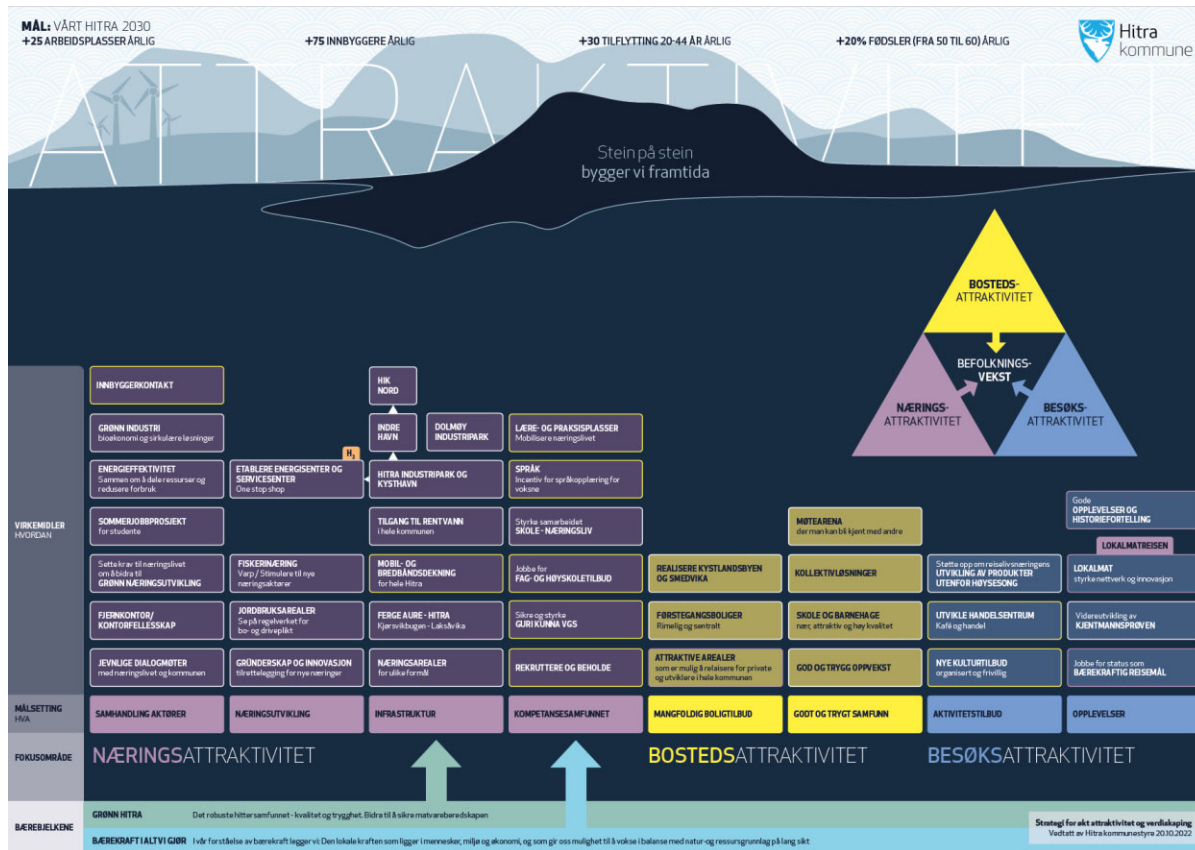 MÅL: VÅRT HITRA 2030
+25 ARBEIDSPLASSER ÅRLIG
+75 INNBYGGERE ÅRLIG
+30 TILFLYTTING 20-44 ÅR ÅRLIG
+20% FØDSLER (FRA 50 TIL 60) ÅRLIG
Hitra
kommune
ATTRAKTIVITET
Stein på stein
bygger vi framtida
BOSTEDS-
ATTRAKTIVITET
BEFOLKNINGS-
VEKST
NÆRINGS-
ATTRAKTIVITET
BESØKS-
ATTRAKTIVITET
VIRKEMIDLER
HVORDAN
INNBYGGERKONTAKT
GRØNN INDUSTRI
bioøkonomi og sirkulære løsninger
ENERGIEFFEKTIVITET
Sammen om å dele ressurser og
redusere forbruk
SOMMERJOBBPROSJEKT
for studente
Sette krav til næringslivet
om å bidra til
GRØNN NÆRINGSUTVIKLING
FJERNKONTOR/
KONTORFELLESSKAP
JEVNLIGE DIALOGMØTER
med næringslivet og kommunen
H2
ETABLERE ENERGISENTER OG
SERVICESENTER
One stop shop
FISKERINÆRING
Varp / Stimulere til nye
næringsaktører
JORDBRUKSAREALER
Se på regelverket for
bo- og driveplikt
GRÜNDERSKAP OG INNOVASJON
tilrettelegging for nye næringer
HIK
NORD
INDRE
HAVN
DOLMØY
INDUSTRIPARK
HITRA INDUSTRIPARK OG
KYSTHAVN
TILGANG TIL RENTVANN
i hele kommunen
MOBIL- OG
BREDBÅNDSDEKNING
for hele Hitra
FERGE AURE - HITRA
Kjørsvikbugen - Laksåvika
NÆRINGSAREALER
for ulike formål
LÆRE- OG PRAKSISPLASSER
Mobilisere næringslivet
SPRÅK
Incentiv for språkopplæring for
voksne
Styrke samarbeidet
SKOLE - NÆRINGSLIV
Jobbe for
FAG- OG HØYSKOLETILBUD
Sikre og styrke
GURI KUNNA VGS
REKRUTTERE OG BEHOLDE
REALISERE KYSTLANDSBYEN
OG SMEDVIKA
FØRSTEGANGSBOLIGER
Rimelig og sentralt
ATTRAKTIVE AREALER
som er mulig å relaisere for private
og utviklere i hele kommunen
MØTEARENA
der man kan bli kjent med andre
KOLLEKTIVLØSNINGER
SKOLE OG BARNEHAGE
nær, attraktiv og høy kvalitet
GOD OG TRYGG OPPVEKST
Støtte opp om reiselivsnæringens
UTVIKLING AV PRODUKTER
UTENFOR HØYSESONG
UTVIKLE HANDELSENTRUM
Kafé og handel
NYE KULTURTILBUD
organisert og frivillig
Gode
OPPLEVELSER OG
HISTORIEFORTELLING
LOKALMATREISEN
LOKALMAT
styrke nettverk og innovasjon
Videreutvikling av
KJENTMANNSPRØVEN
Jobbe for status som
BÆREKRAFTIG REISEMÅL
MÅLSETTING
HVA
SAMHANDLING AKTØRER
NÆRINGSUTVIKLING
INFRASTRUKTUR
KOMPETANSESAMFUNNET
MANGFOLDIG BOLIGTILBUD
GODT OG TRYGT SAMFUNN
AKTIVITETSTILBUD
OPPLEVELSER
FOKUSOMRÅDE
NÆRINGSATTRAKTIVITET
BOSTEDSATTRAKTIVITET
BESØKSATTRAKTIVITET
BÆREBJELKENE
GRØNN HITRA
Det robuste hittersamfunnet - kvalitet og trygghet. Bidra til å sikre matvareberedskapen
BÆREKRAFT I ALT VI GJØR
I vår forståelse av bærekraft legger vi: Den lokale kraften som ligger i mennesker, miljø og økonomi, og som gir oss mulighet til å vokse i balanse med natur- og ressursgrunnlag på lang sikt
Strategi for økt attraktivitet og verdiskaping
Vedtatt av Hitra kommunestyre 20.10.2022